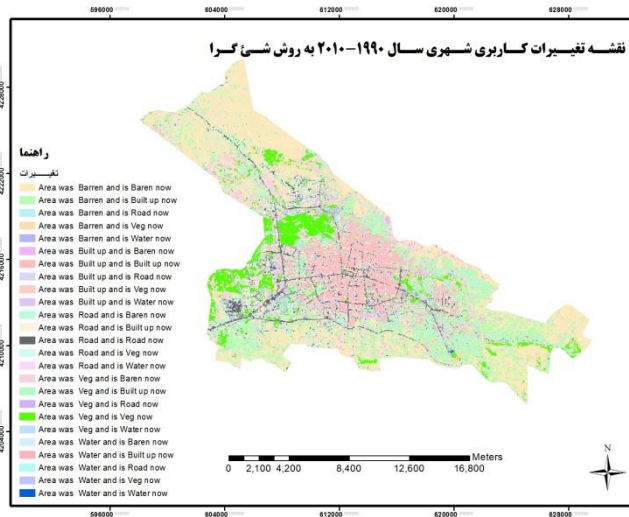 596000 604000 612000 620000 628000
نقشه تغییرات کاربری شهری سال ۱۹۹۰-۲۰۱۰ به روش شئ گرا
4228000
4222000
4216000
4210000
4204000
راهنما
تغییرات
Area was Barren and is Baren now
Area was Barren and is Built up now
Area was Barren and is Road now
Area was Barren and is Veg now
Area was Barren and is Water now
Area was Built up and is Baren now
Area was Built up and is Built up now
Area was Built up and is Road now
Area was Built up and is Veg now
Area was Built up and is Water now
Area was Road and is Baren now
Area was Road and is Built up now
Area was Road and is Road now
Area was Road and is Veg now
Area was Road and is Water now
Area was Veg and is Baren now
Area was Veg and is Built up now
Area was Veg and is Road now
Area was Veg and is Veg now
Area was Veg and is Water now
Area was Water and is Baren now
Area was Water and is Built up now
Area was Water and is Road now
Area was Water and is Veg now
Area was Water and is Water now
Meters
0 2,100 4,200 8,400 12,600 16,800
N
596000 604000 612000 620000 628000